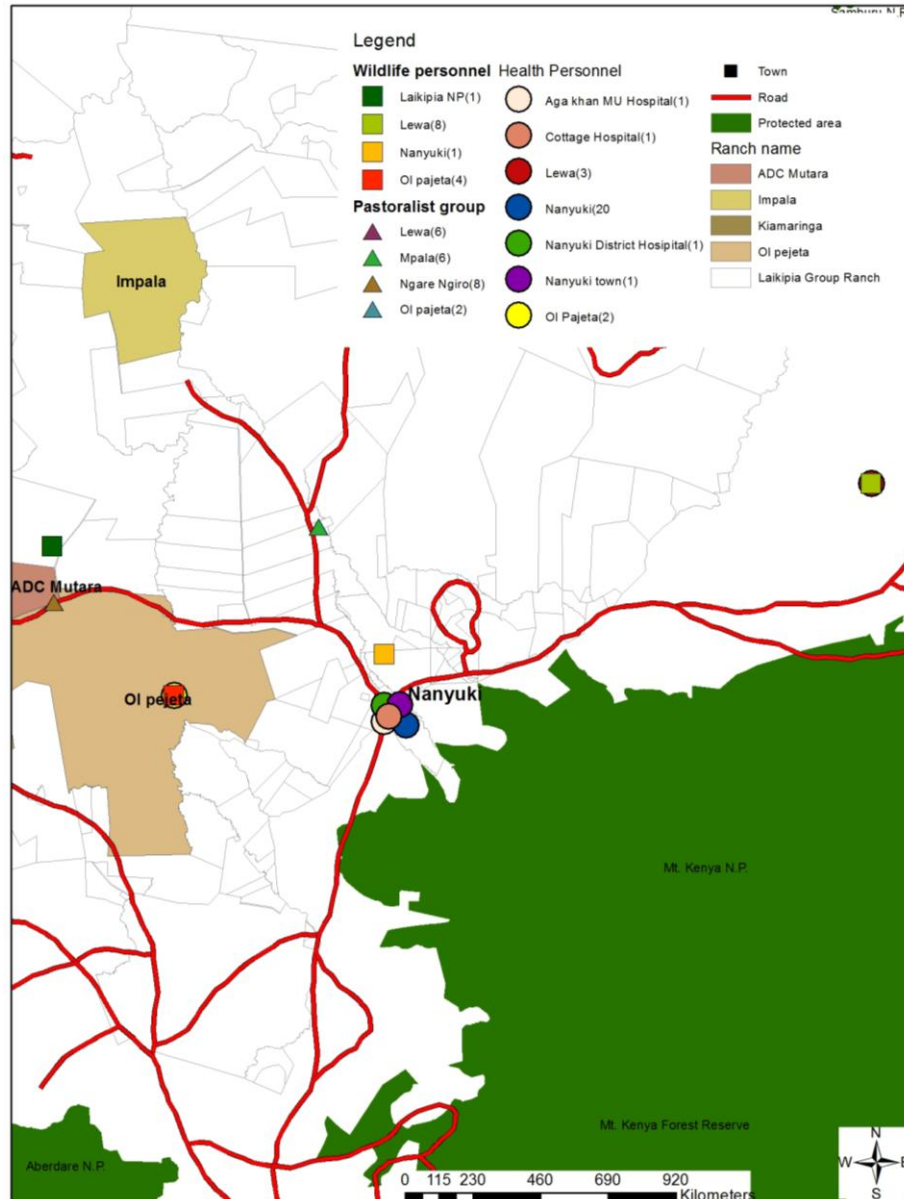 Samburu N.P
Legend
Wildlife personnel
Laikipia NP(1)
Lewa(8)
Nanyuki(1)
Ol pajeta(4)
Pastoralist group
Lewa(6)
Mpala(6)
Ngare Ngiro(8)
Ol pajeta(2)
Health Personnel
Aga khan MU Hospital(1)
Cottage Hospital(1)
Lewa(3)
Nanyuki(20
Nanyuki District Hosipital(1)
Nanyuki town(1)
Ol Pajeta(2)
Town
Road
Protected area
Ranch name
ADC Mutara
Impala
Kiamaringa
Ol pejeta
Laikipia Group Ranch
Impala
ADC Mutara
Ol pejeta
Nanyuki
Mt. Kenya N.P.
Mt. Kenya Forest Reserve
Aberdare N.P.
N
W E
S
0 115 230 460 690 920
Kilometers